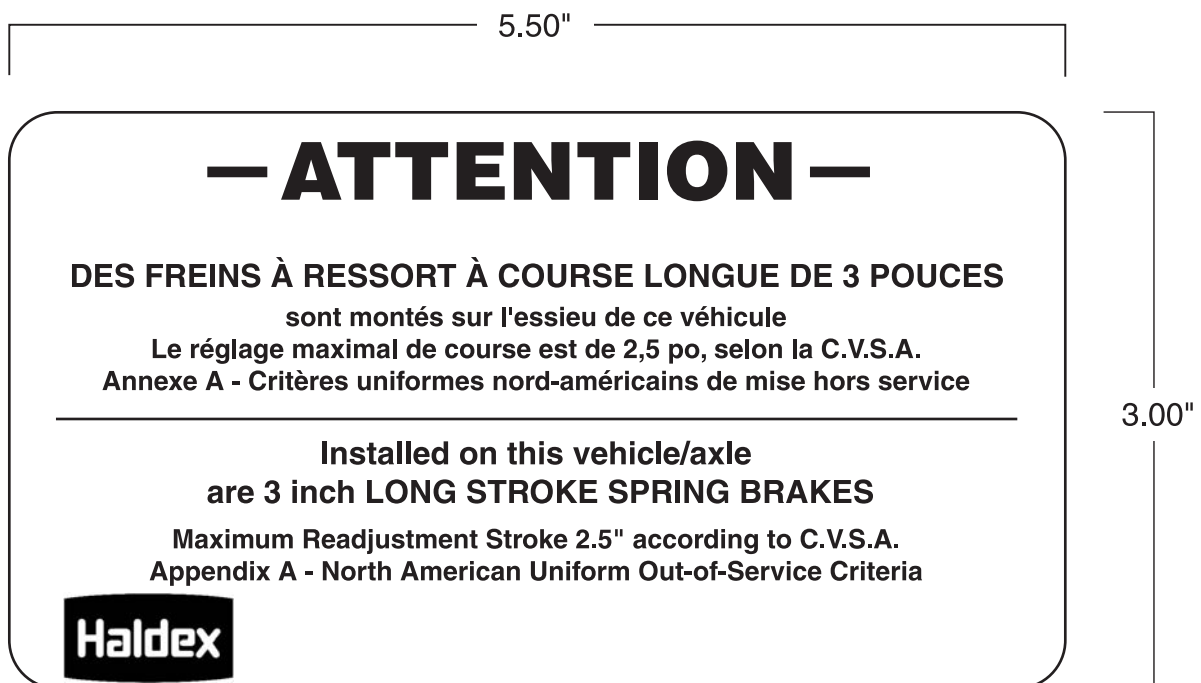 5.50"
— ATTENTION —
DES FREINS À RESSORT À COURSE LONGUE DE 3 POUCES
sont montés sur l'essieu de ce véhicule
Le réglage maximal de course est de 2,5 po, selon la C.V.S.A.
Annexe A - Critères uniformes nord-américains de mise hors service
3.00"
Installed on this vehicle/axle
are 3 inch LONG STROKE SPRING BRAKES
Maximum Readjustment Stroke 2.5" according to C.V.S.A.
Appendix A - North American Uniform Out-of-Service Criteria
Haldex